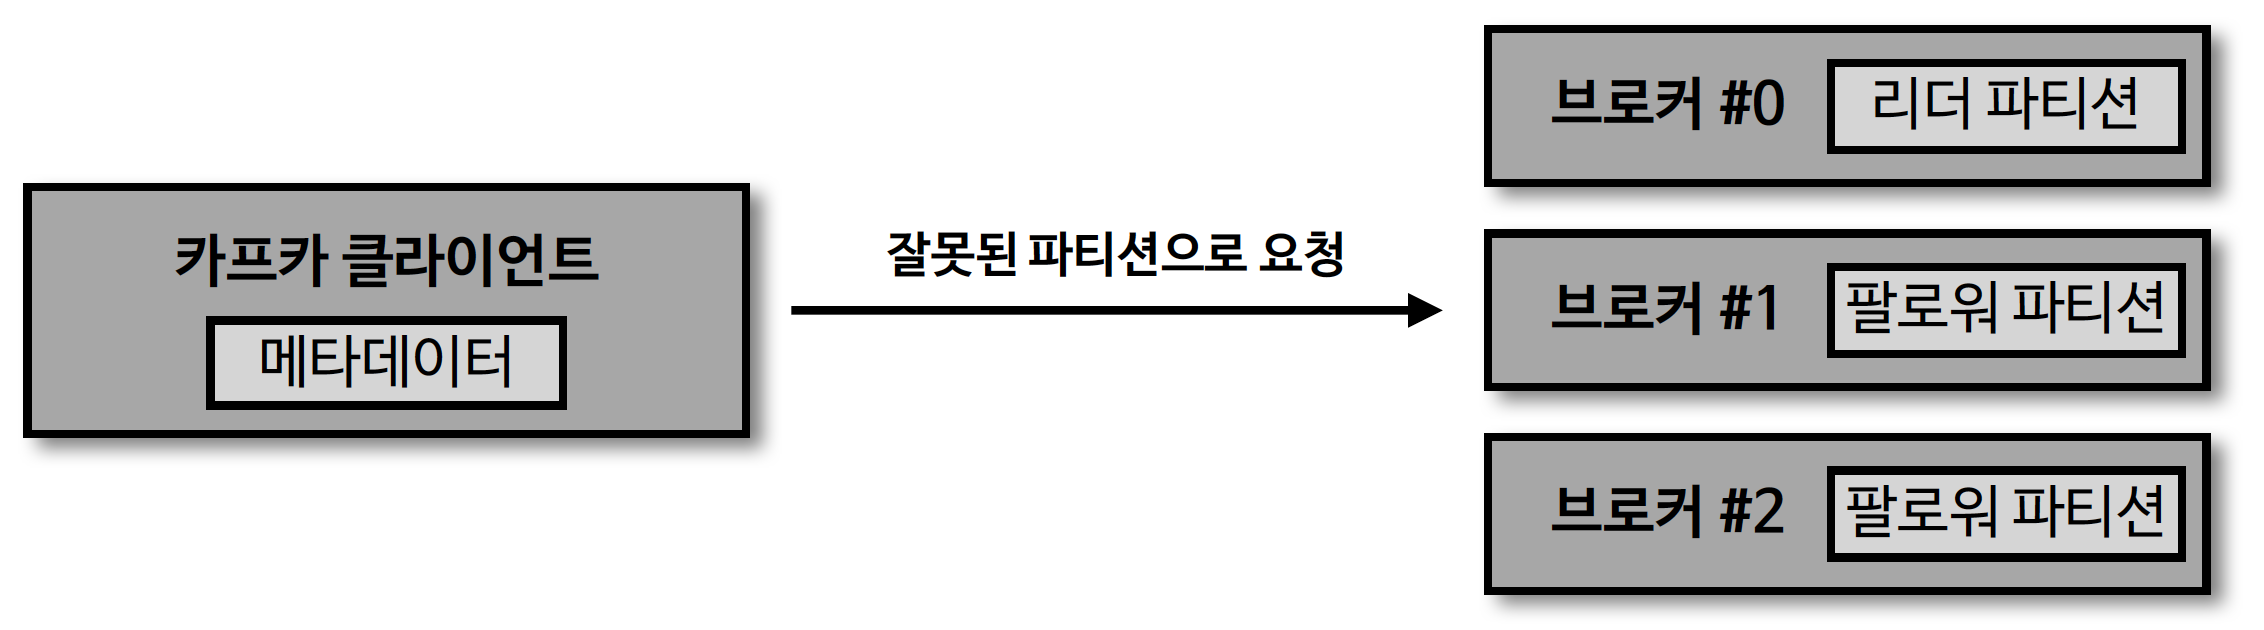 카프카 클라이언트
메타데이터
잘못된 파티션으로 요청
브로커 #0
리더 파티션
브로커 #1
팔로워 파티션
브로커 #2
팔로워 파티션